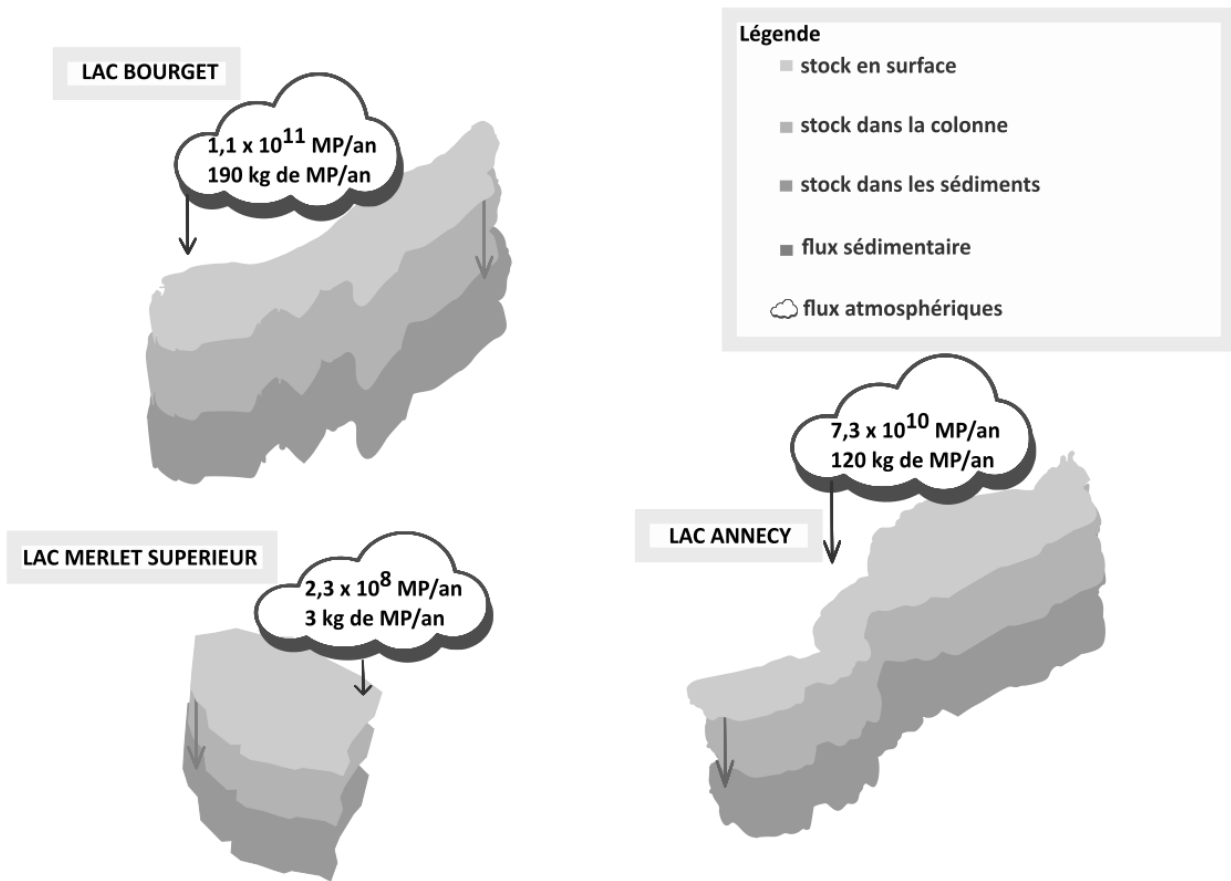 LAC BOURGET
1,1 x 10¹¹ MP/an
190 kg de MP/an
Légende
stock en surface
stock dans la colonne
stock dans les sédiments
flux sédimentaire
flux atmosphériques
7,3 x 10¹⁰ MP/an
120 kg de MP/an
LAC ANNECY
LAC MERLET SUPERIEUR
2,3 x 10⁸ MP/an
3 kg de MP/an